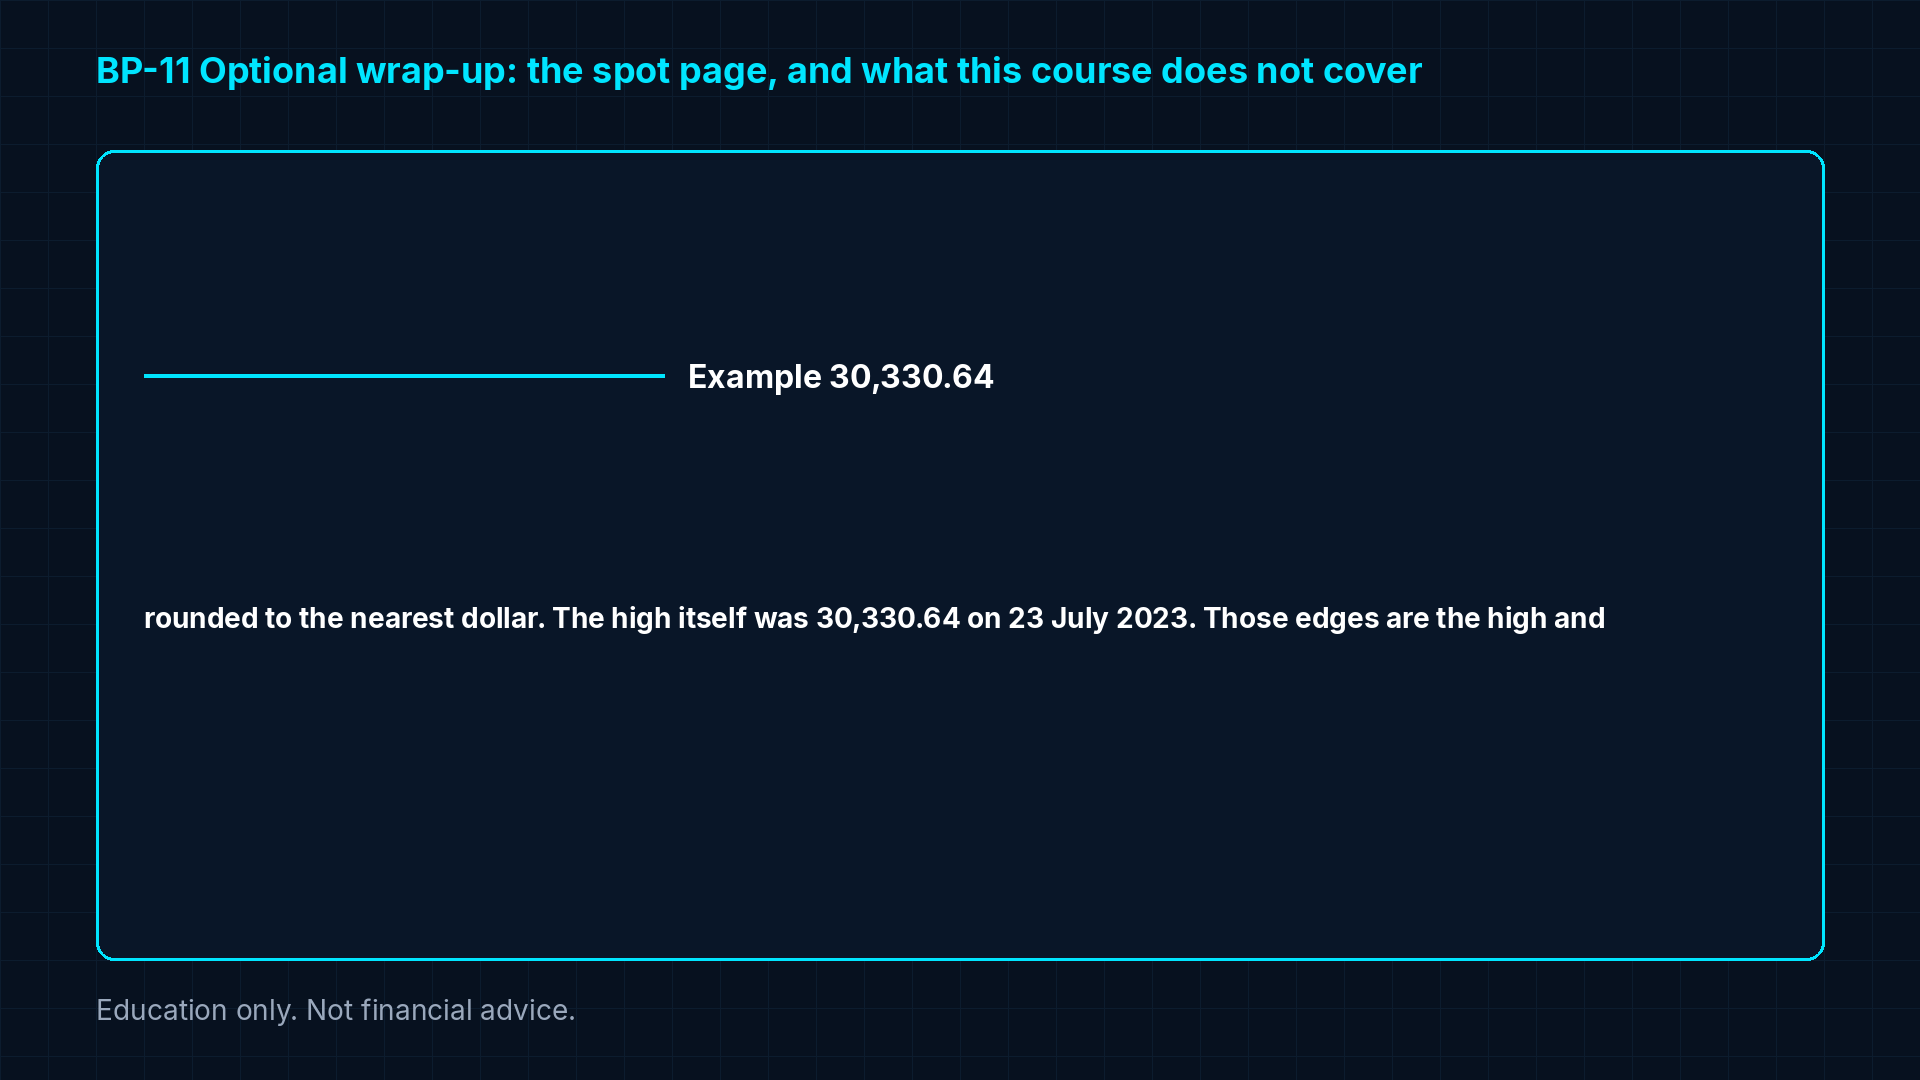 BP-11 Optional wrap-up: the spot page, and what this course does not cover
Example 30,330.64
rounded to the nearest dollar. The high itself was 30,330.64 on 23 July 2023. Those edges are the high and
Education only. Not financial advice.